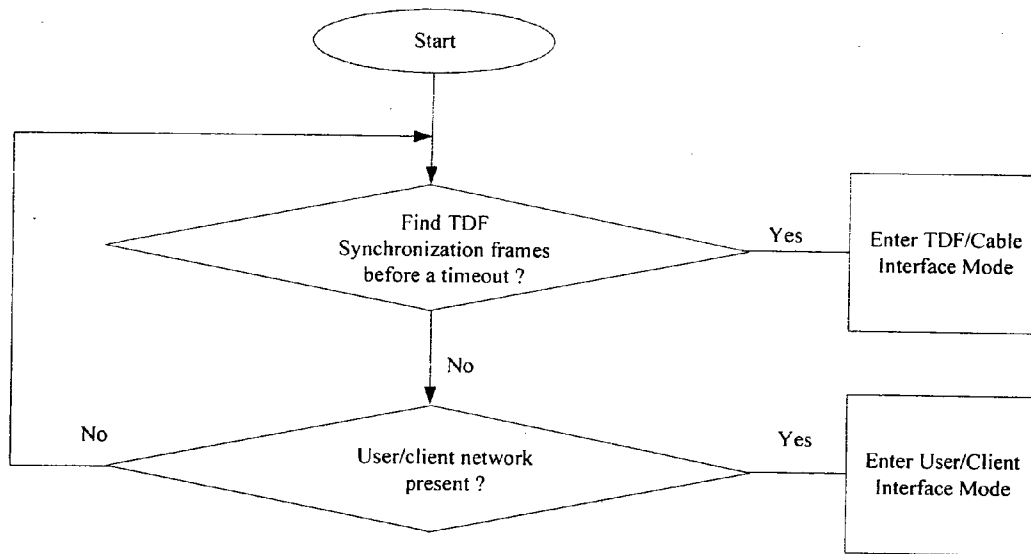 Start
Find TDF
Synchronization frames
before a timeout ?
Yes
Enter TDF/Cable
Interface Mode
No
No
User/client network
present ?
Yes
Enter User/Client
Interface Mode